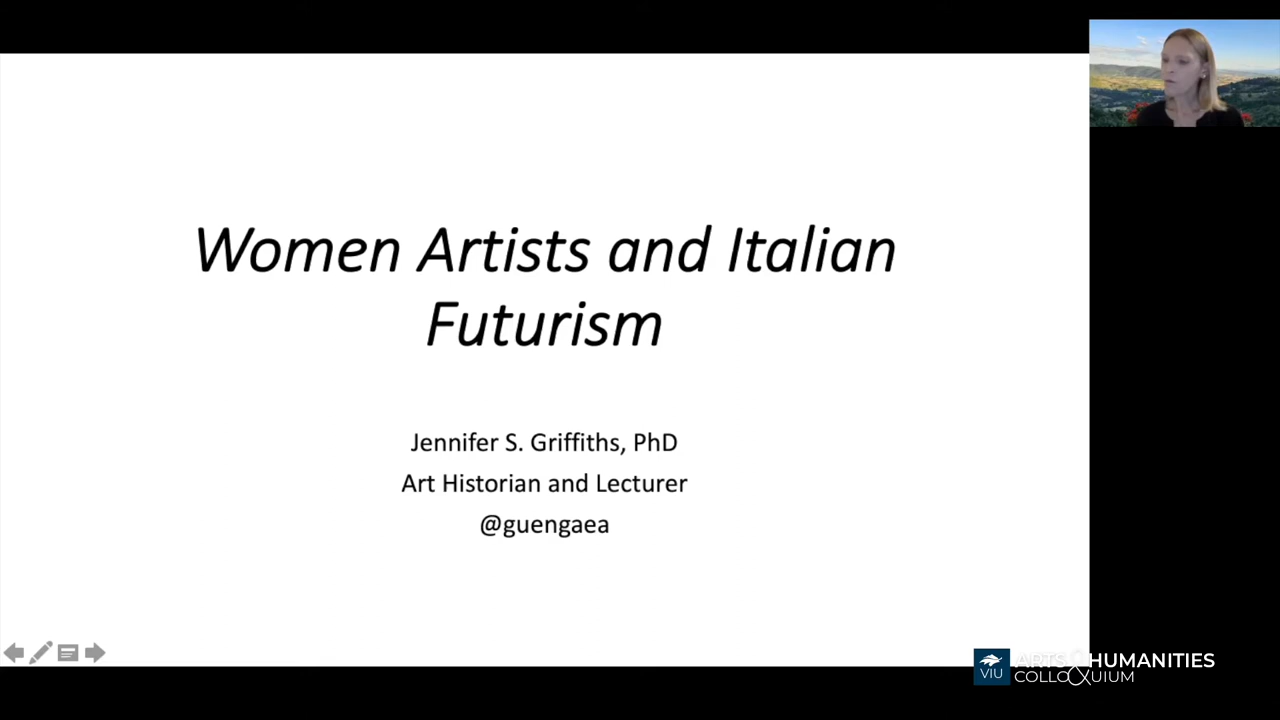 Women Artists and Italian
Futurism
Jennifer S. Griffiths, PhD
Art Historian and Lecturer
@guengaea
VIU
ARTS & HUMANITIES
COLLOQUIUM